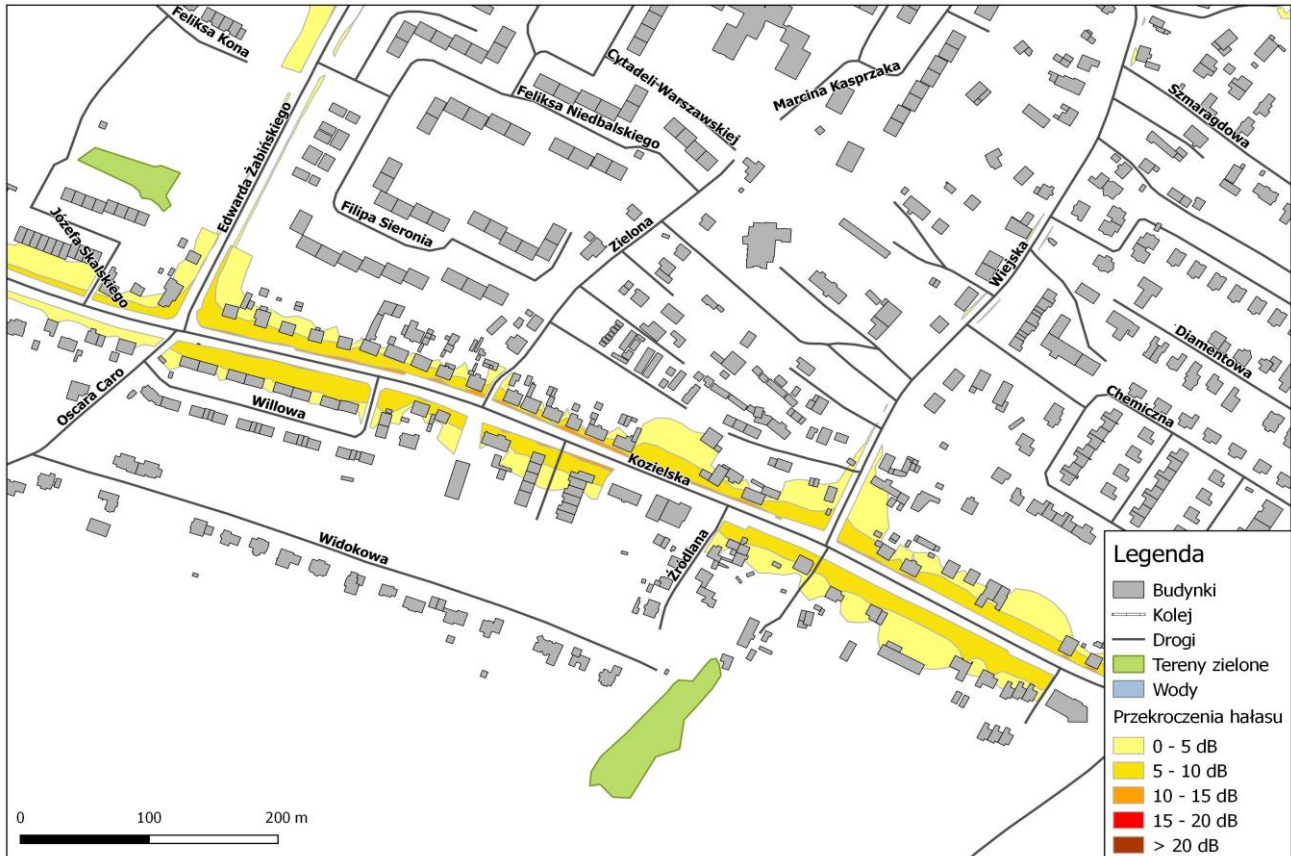 Feliksa Kona
Edwarda Żabińskiego
Cytadeli-Warszawskiej
Feliksa Niedbalskiego
Marcina Kasprzaka
Szmaragdowa
Józefa Skalskiego
Filipa Sieronia
Zielona
Wiejska
Diamentowa
Chemiczna
Oscara Caro
Willowa
Kozielska
Widokowa
Źródlana
Legenda
Budynki
Kolej
Drogi
Tereny zielone
Wody
Przekroczenia hałasu
0 - 5 dB
5 - 10 dB
10 - 15 dB
15 - 20 dB
> 20 dB
0 100 200 m